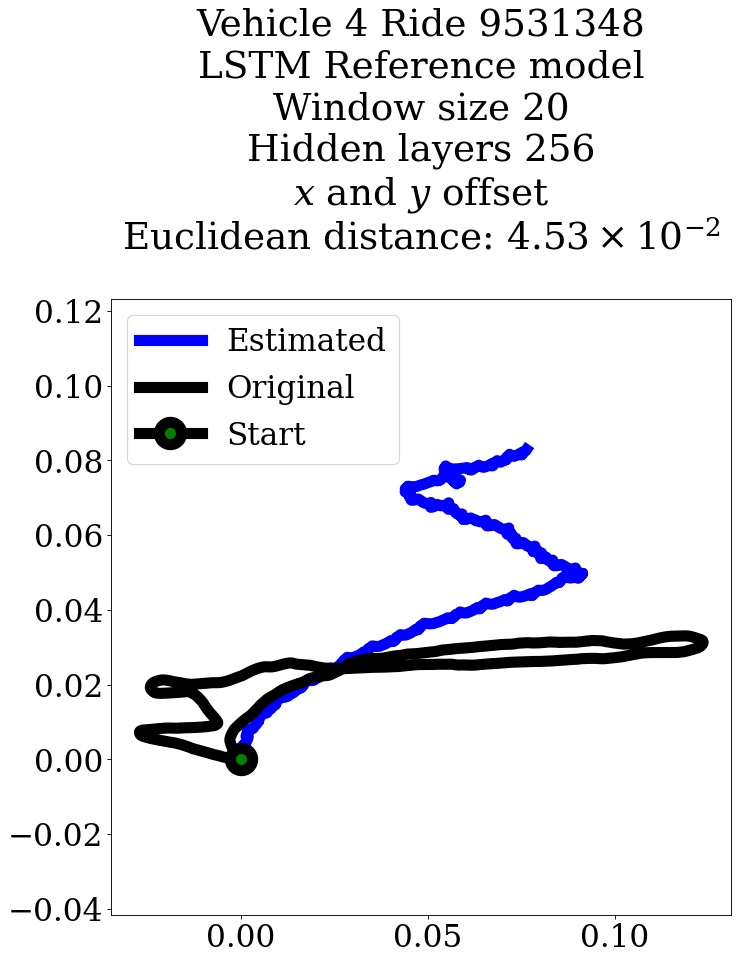 Vehicle 4 Ride 9531348
LSTM Reference model
Window size 20
Hidden layers 256
x and y offset
Euclidean distance: 4.53 × 10⁻²
Estimated
Original
Start
0.12
0.10
0.08
0.06
0.04
0.02
0.00
−0.02
−0.04
0.00 0.05 0.10